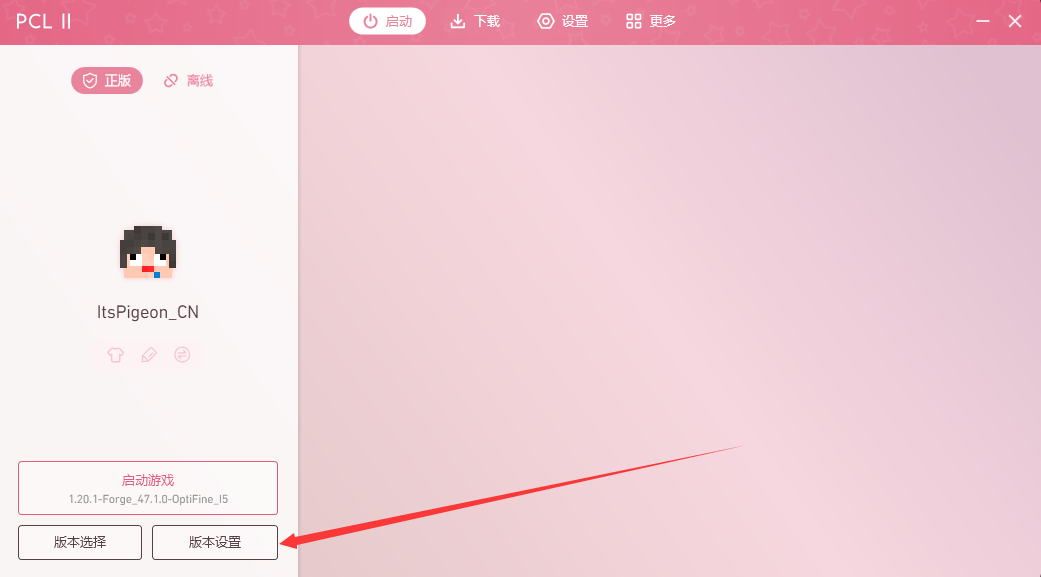 PCL II
启动
下载
设置
更多
正版
离线
ItsPigeon_CN
启动游戏
1.20.1-Forge_47.1.0-OptiFine_I5
版本选择
版本设置